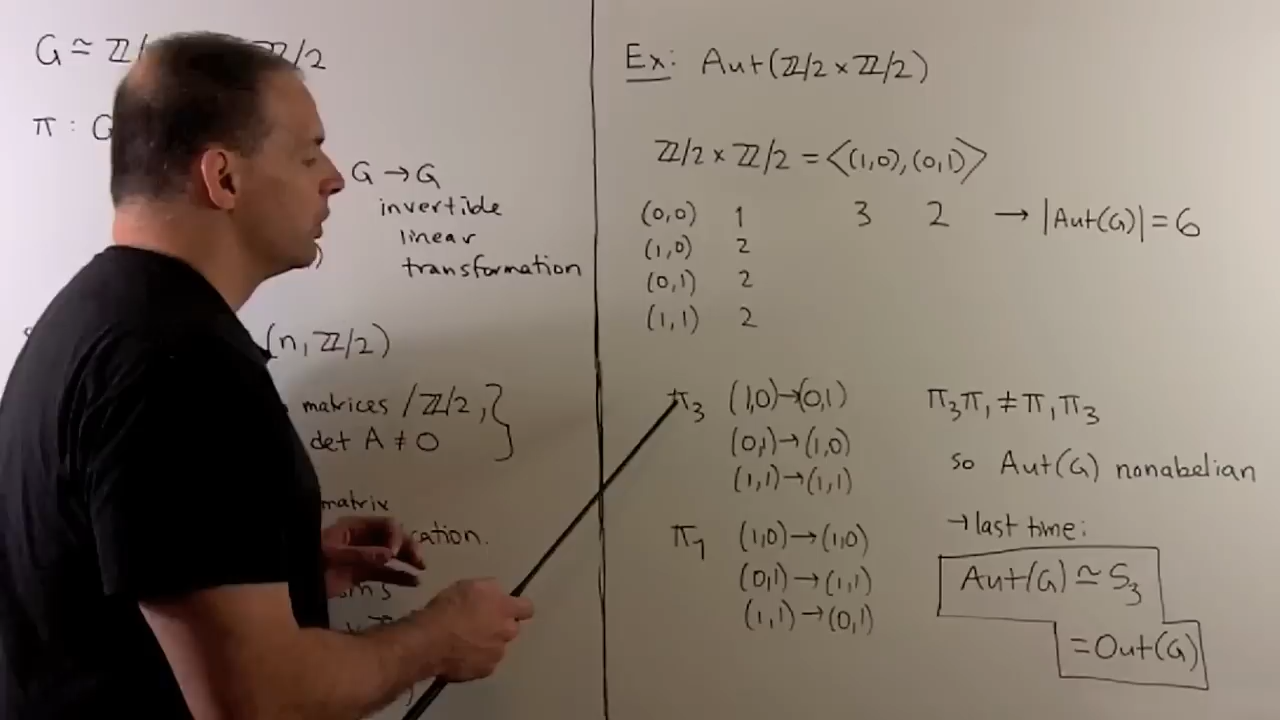 G ≃ ℤ/ ℤ/2
π : G
G → G
invertible
linear
transformation
(n, ℤ/2)
matrices /ℤ/2,
det A ≠ 0
matrix
Ex: Aut(ℤ/2 × ℤ/2)
ℤ/2 × ℤ/2 = ⟨(1,0), (0,1)⟩
(0,0) 1 3 2 → |Aut(G)| = 6
(1,0) 2
(0,1) 2
(1,1) 2
π₃ (1,0) → (0,1) π₃π₁ ≠ π₁π₃
(0,1) → (1,0)
so Aut(G) nonabelian
(1,1) → (1,1)
→ last time:
π₁ (1,0) → (1,0)
(0,1) → (1,1) Aut(G) ≃ S₃
(1,1) → (0,1)
= Out(G)